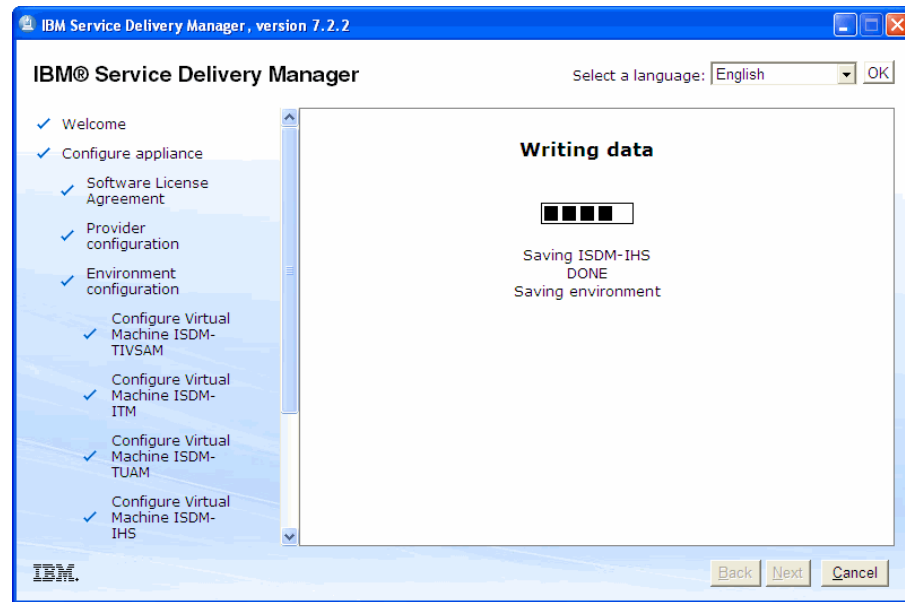 IBM Service Delivery Manager, version 7.2.2
IBM® Service Delivery Manager
Select a language: English OK
Welcome
Configure appliance
Software License
Agreement
Provider
configuration
Environment
configuration
Configure Virtual
Machine ISDM-
TIVSAM
Configure Virtual
Machine ISDM-
ITM
Configure Virtual
Machine ISDM-
TUAM
Configure Virtual
Machine ISDM-
IHS
Writing data
Saving ISDM-IHS
DONE
Saving environment
IBM.
Back Next Cancel